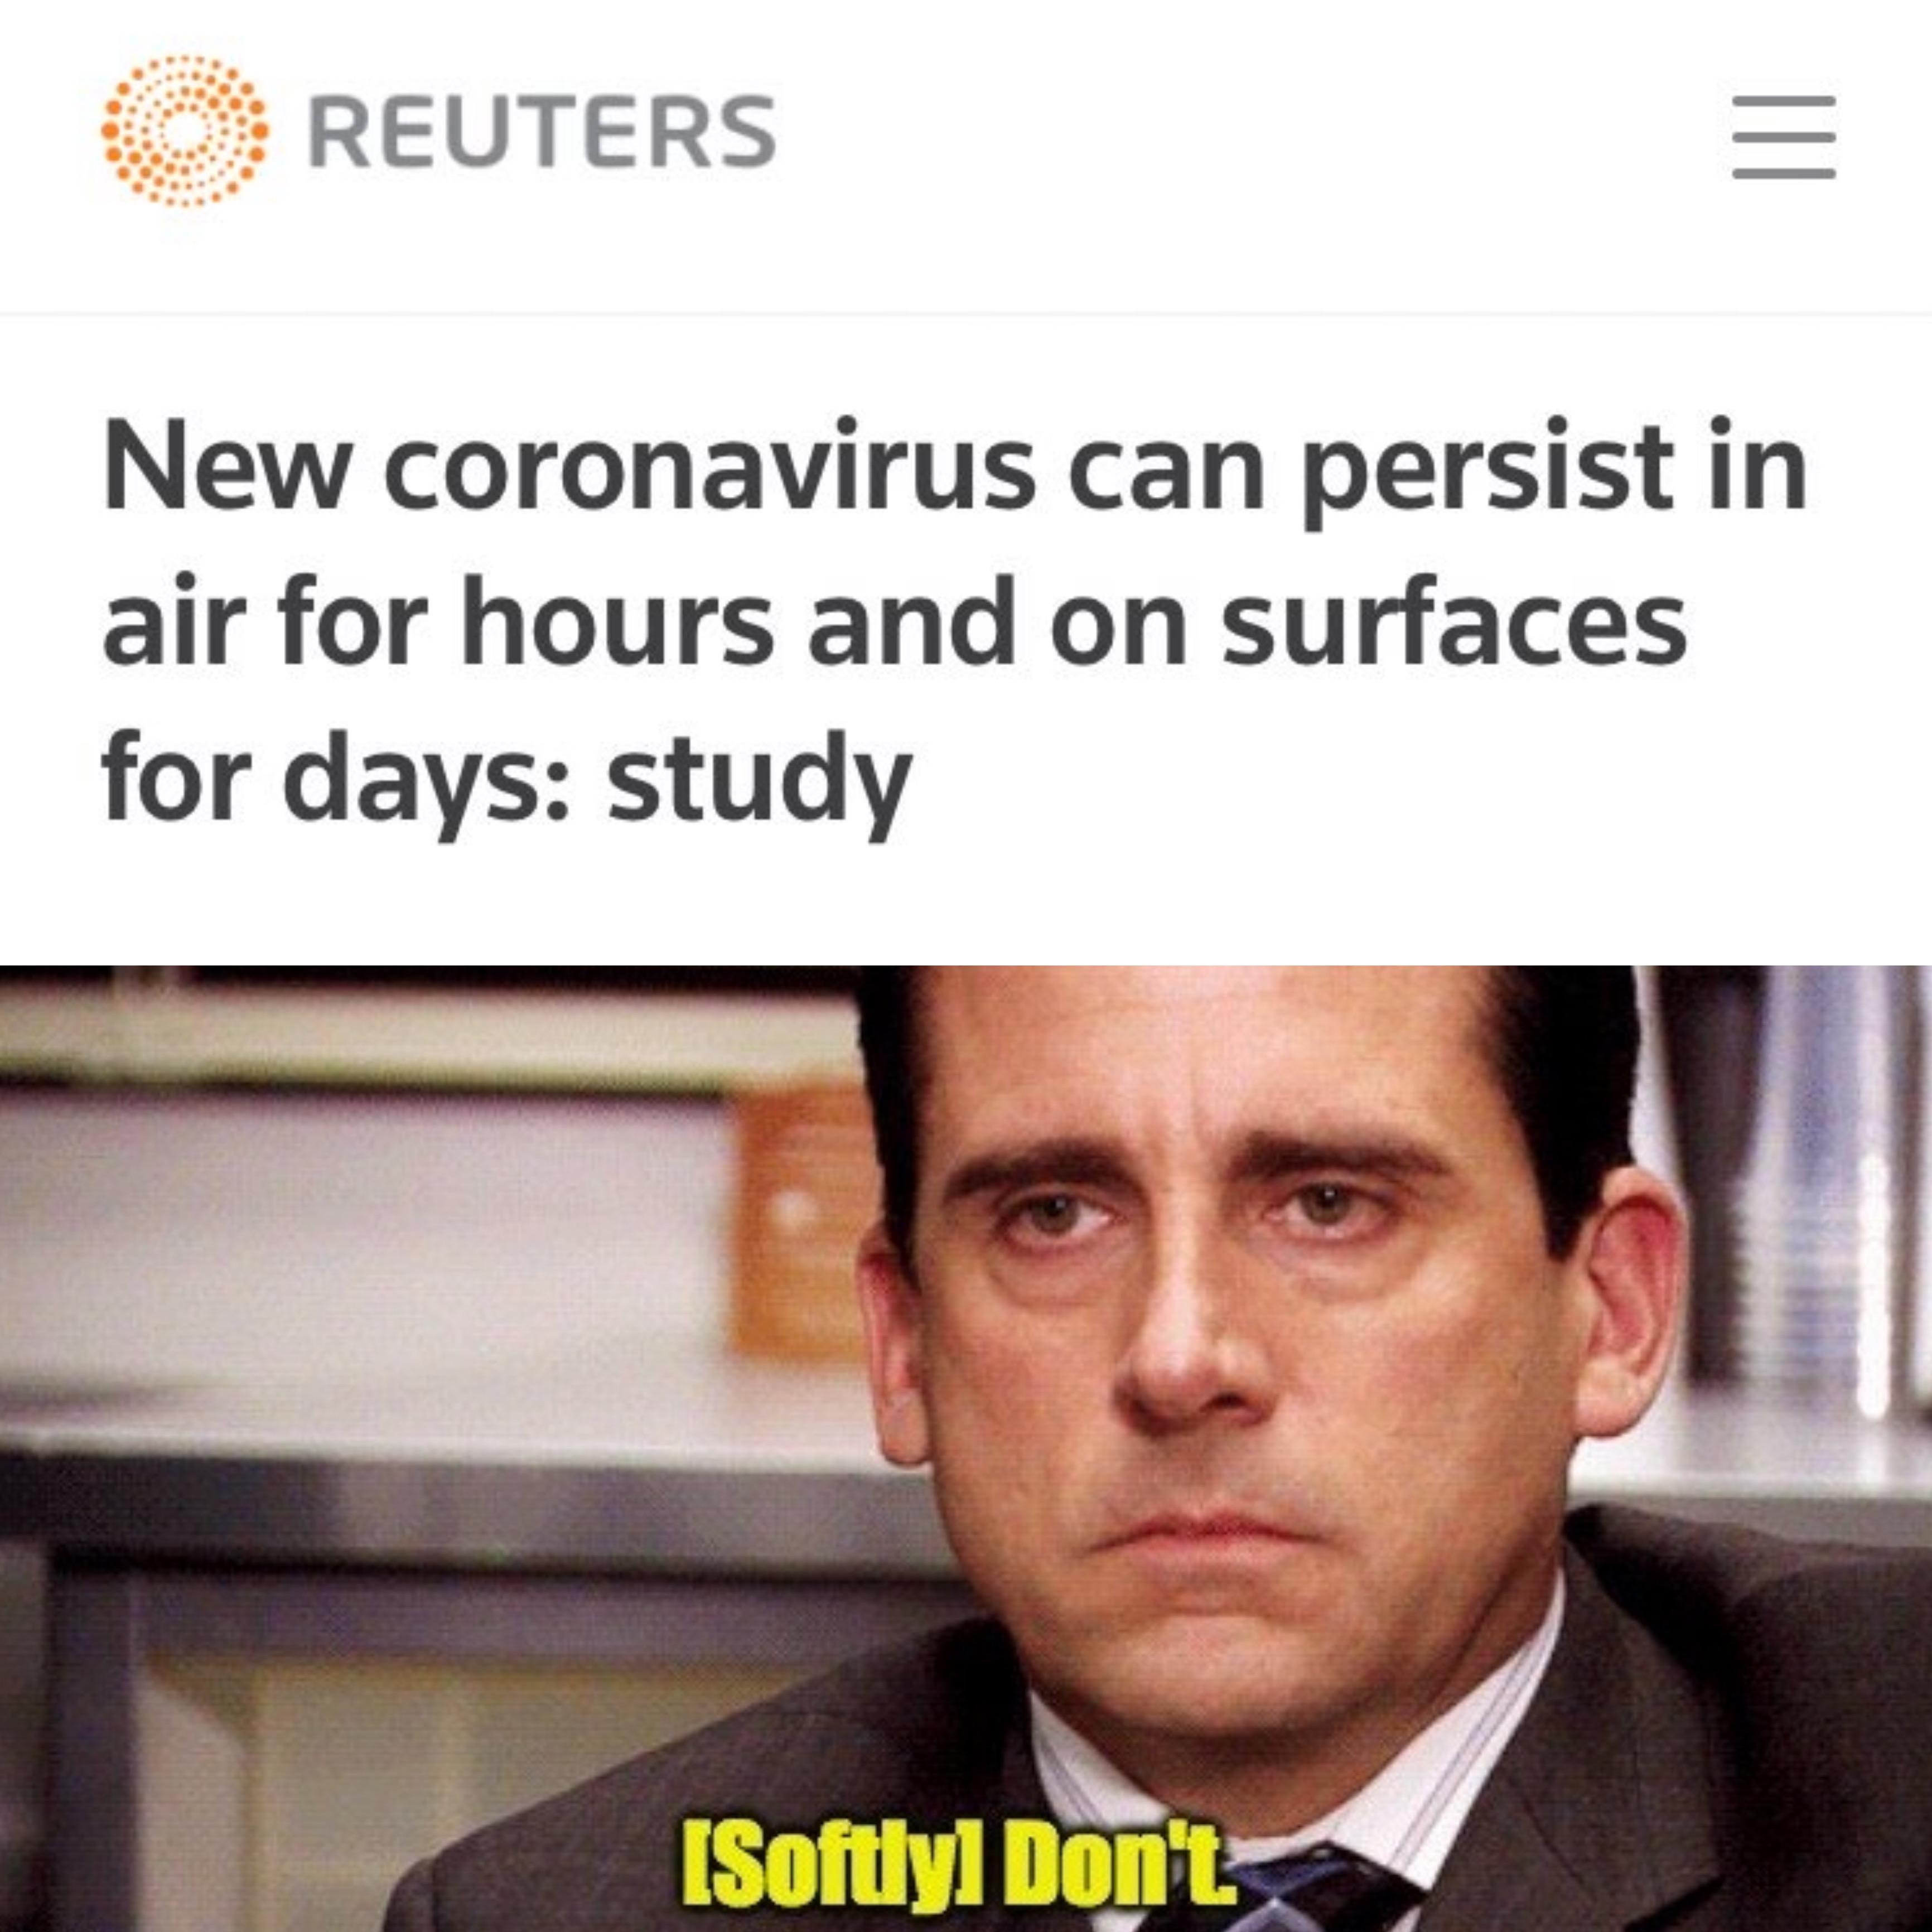 REUTERS
New coronavirus can persist in
air for hours and on surfaces
for days: study
[Softly] Don't.